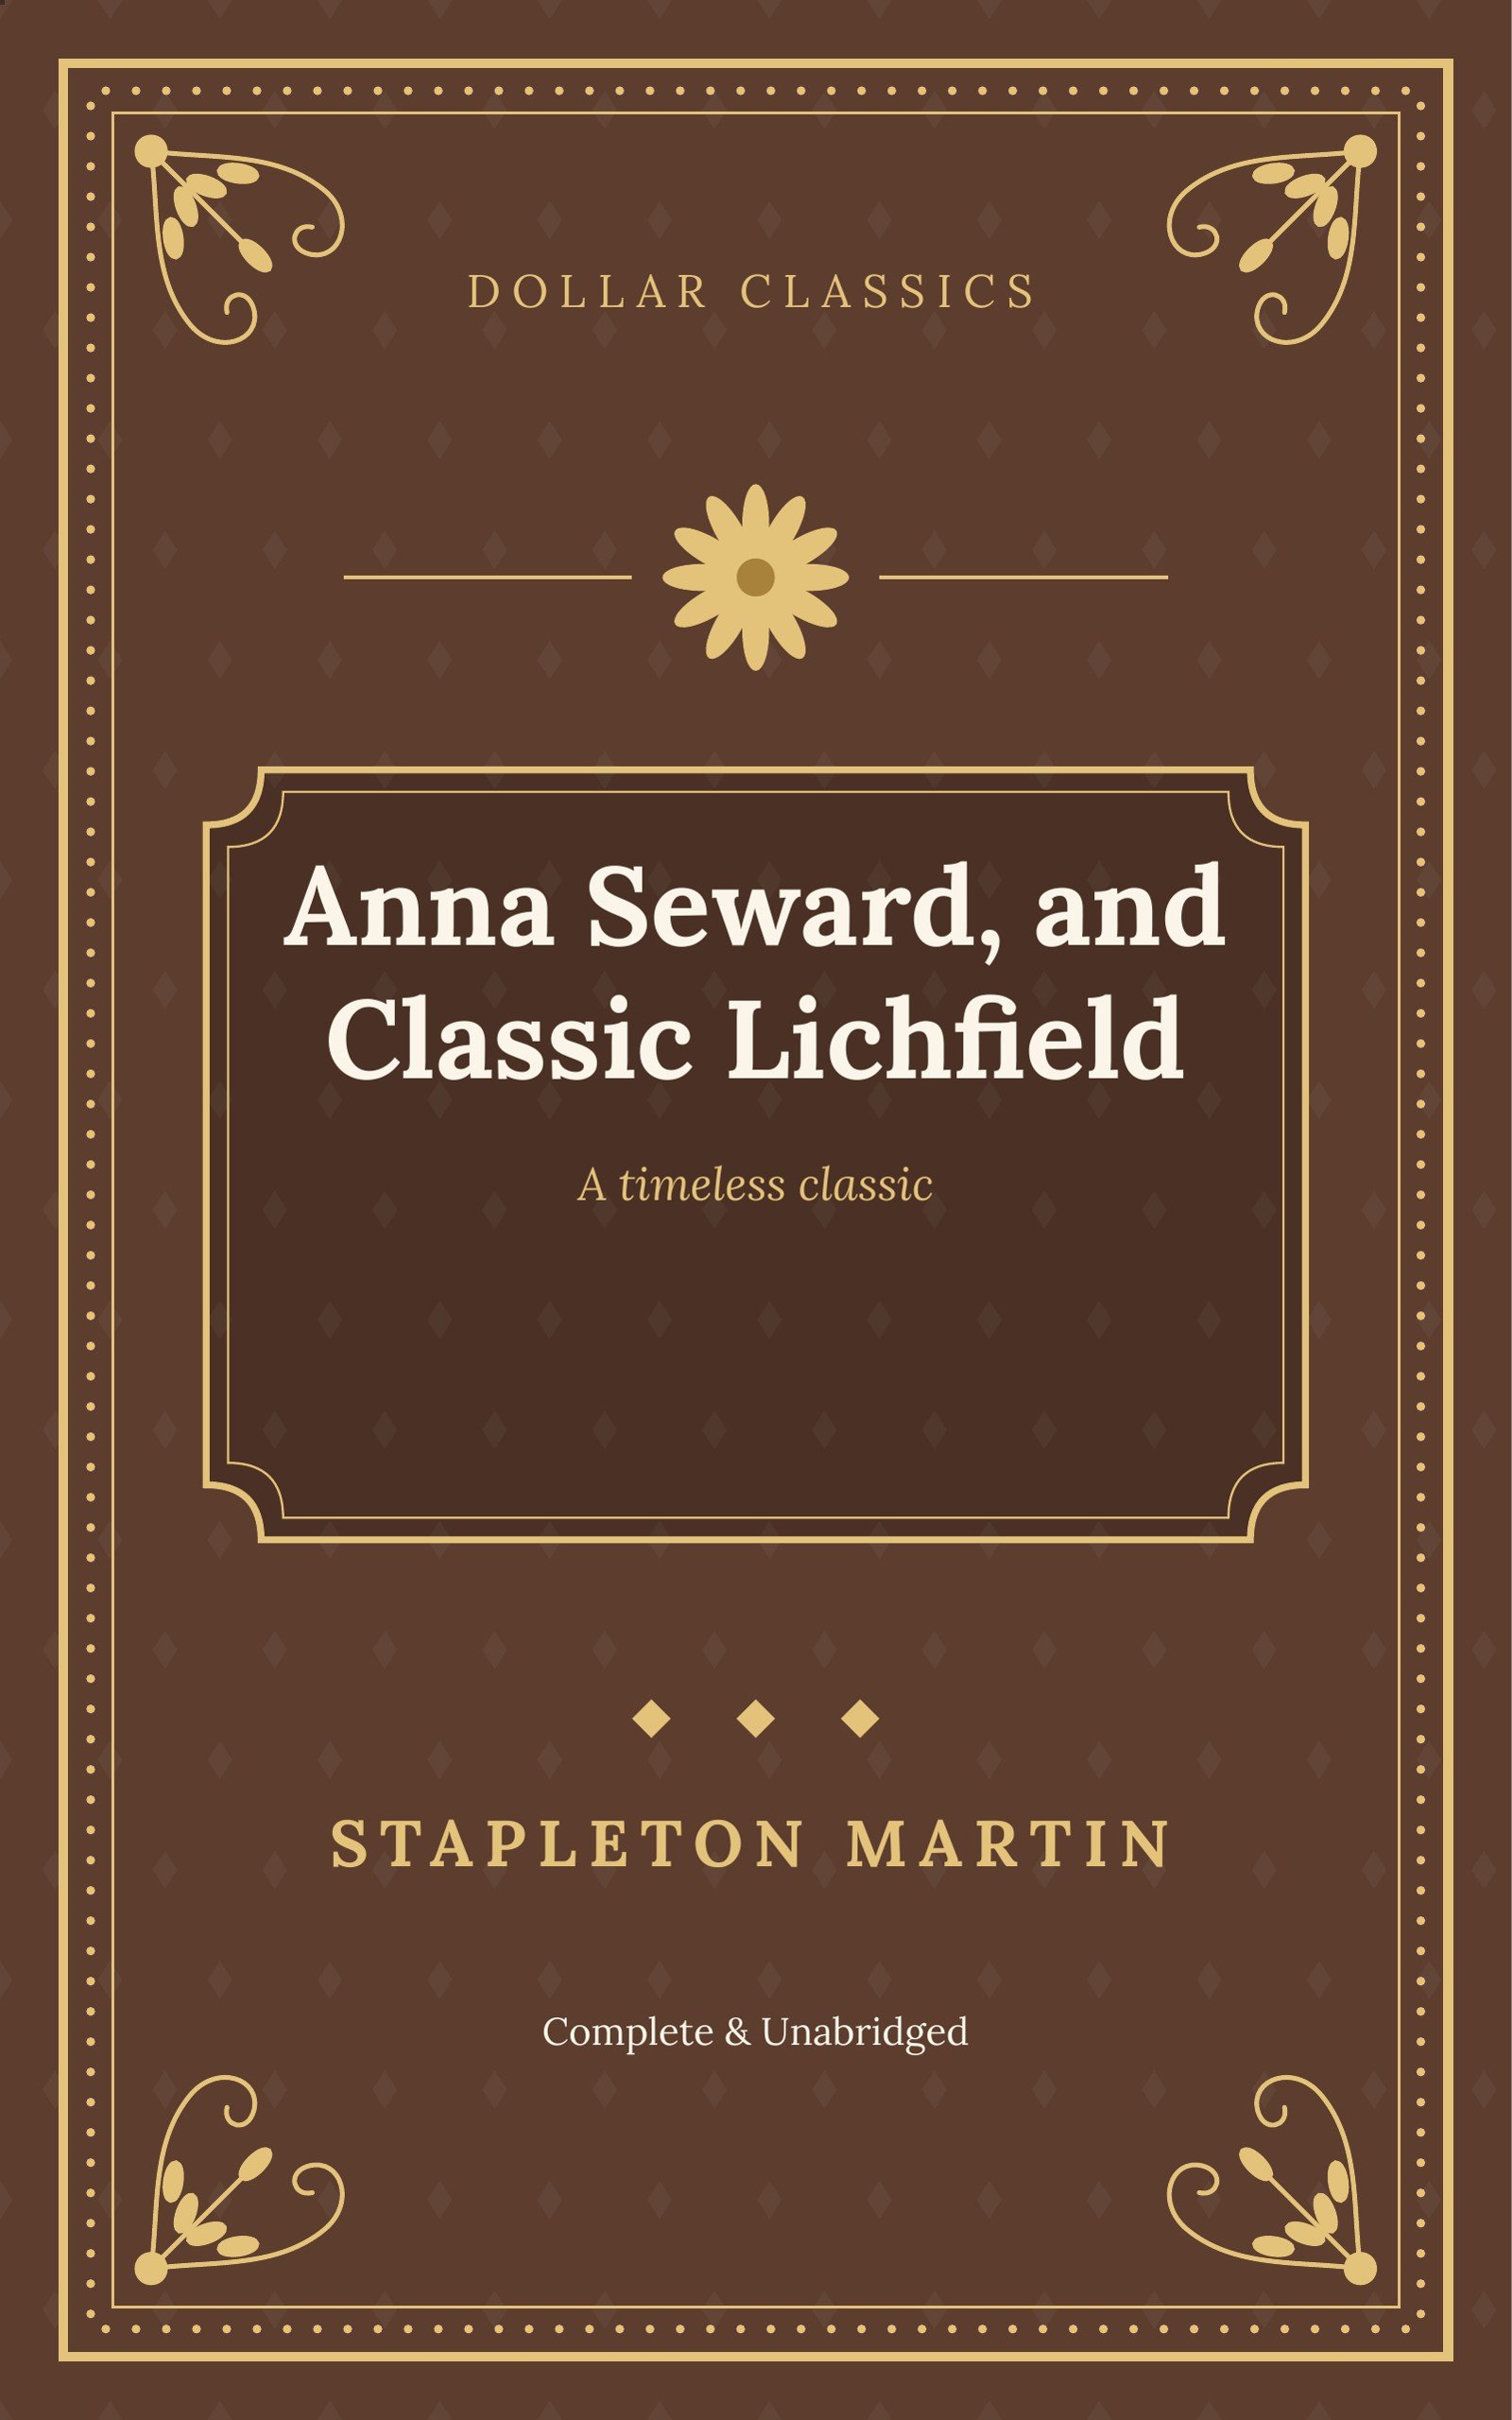 DOLLAR CLASSICS
Anna Seward, and
Classic Lichfield
A timeless classic
STAPLETON MARTIN
Complete & Unabridged